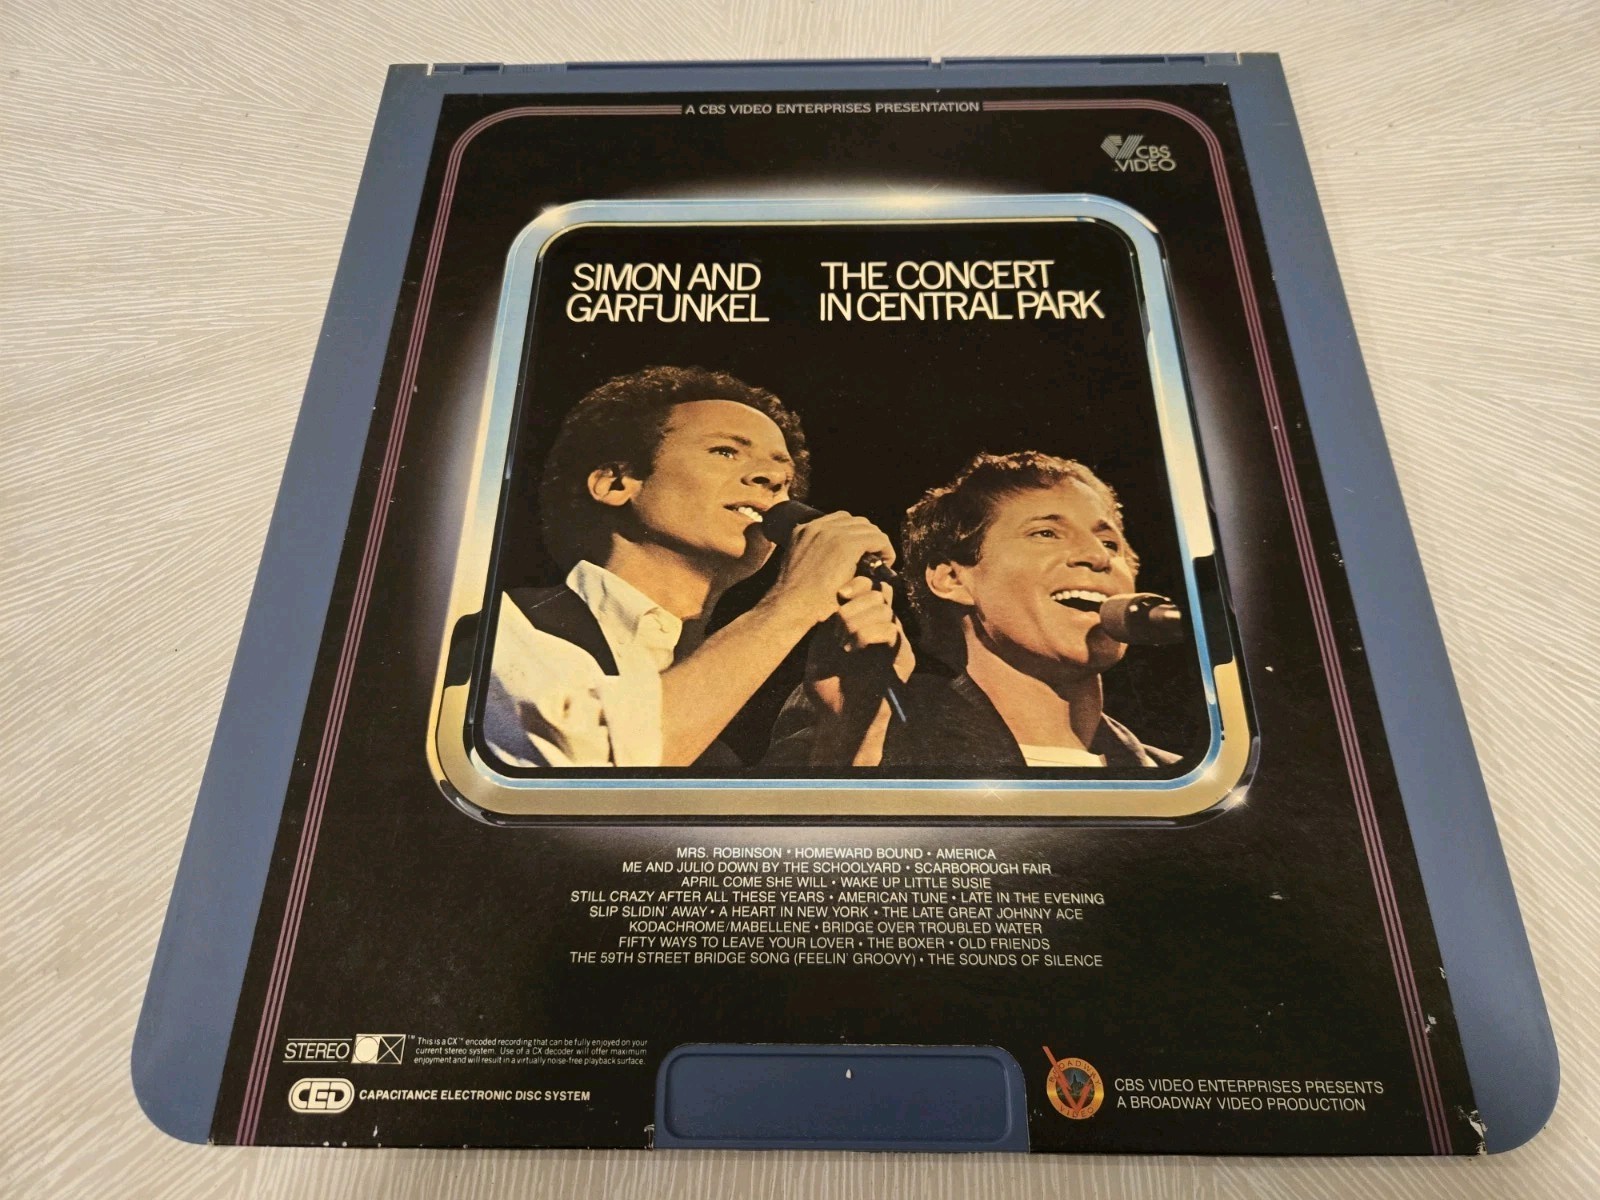 A CBS VIDEO ENTERPRISES PRESENTATION
CBS
VIDEO
SIMON AND
GARFUNKEL
THE CONCERT
IN CENTRAL PARK
MRS. ROBINSON • HOMEWARD BOUND • AMERICA
ME AND JULIO DOWN BY THE SCHOOLYARD • SCARBOROUGH FAIR
APRIL COME SHE WILL • WAKE UP LITTLE SUSIE
STILL CRAZY AFTER ALL THESE YEARS • AMERICAN TUNE • LATE IN THE EVENING
SLIP SLIDIN' AWAY • A HEART IN NEW YORK • THE LATE GREAT JOHNNY ACE
KODACHROME/MABELLENE • BRIDGE OVER TROUBLED WATER
FIFTY WAYS TO LEAVE YOUR LOVER • THE BOXER • OLD FRIENDS
THE 59TH STREET BRIDGE SONG (FEELIN' GROOVY) • THE SOUNDS OF SILENCE
STEREO CX™
This is a CX™ encoded recording that can be fully enjoyed on your
current stereo system. Use of a CX decoder will offer maximum
enjoyment and will result in a virtually noise-free playback surface.
CED CAPACITANCE ELECTRONIC DISC SYSTEM
BROADWAY
VIDEO
CBS VIDEO ENTERPRISES PRESENTS
A BROADWAY VIDEO PRODUCTION